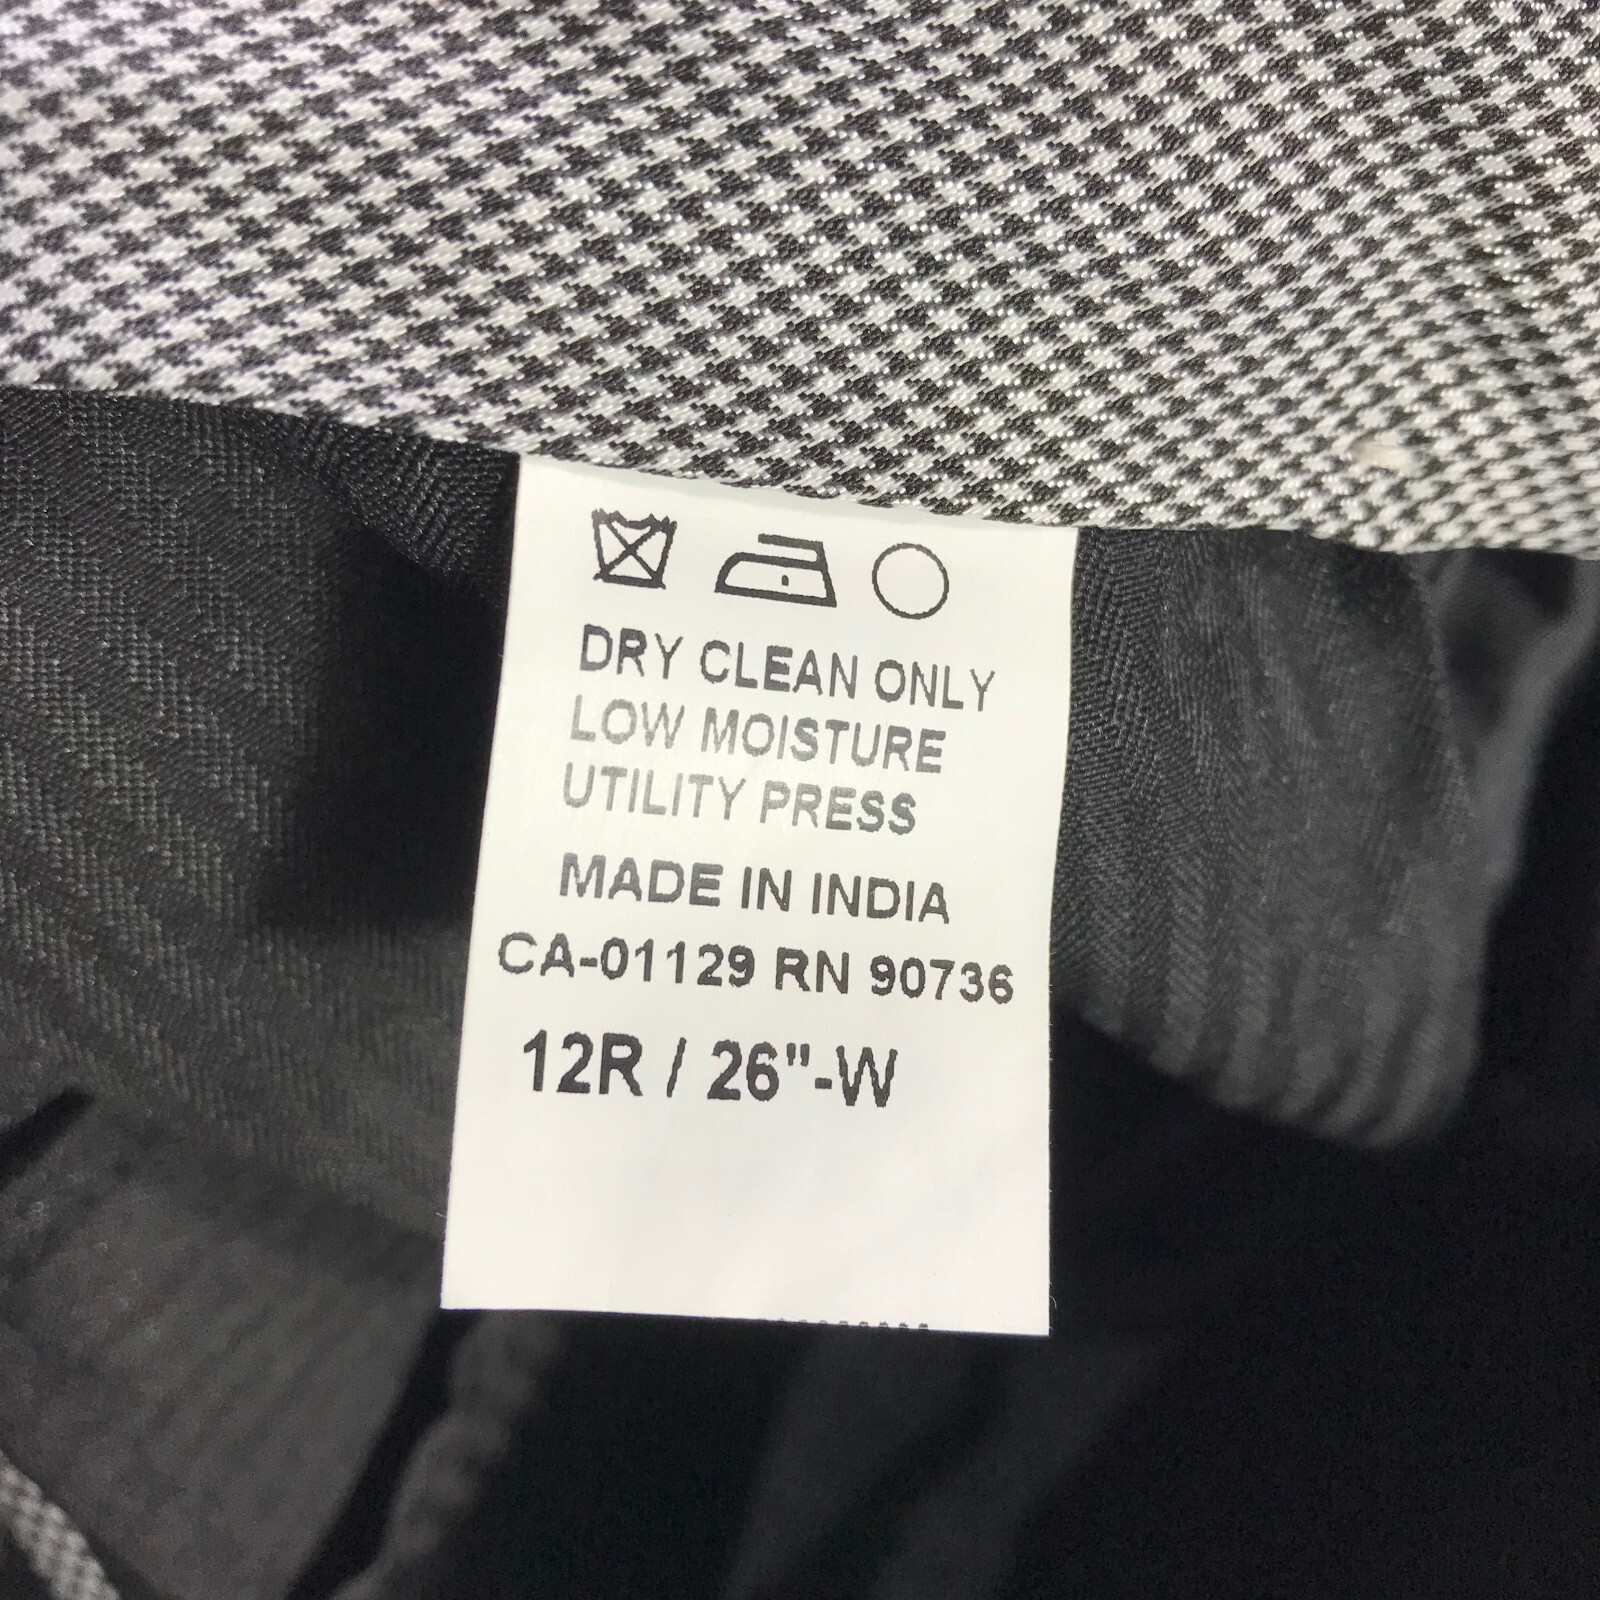 DRY CLEAN ONLY
LOW MOISTURE
UTILITY PRESS
MADE IN INDIA
CA-01129 RN 90736
12R / 26"-W